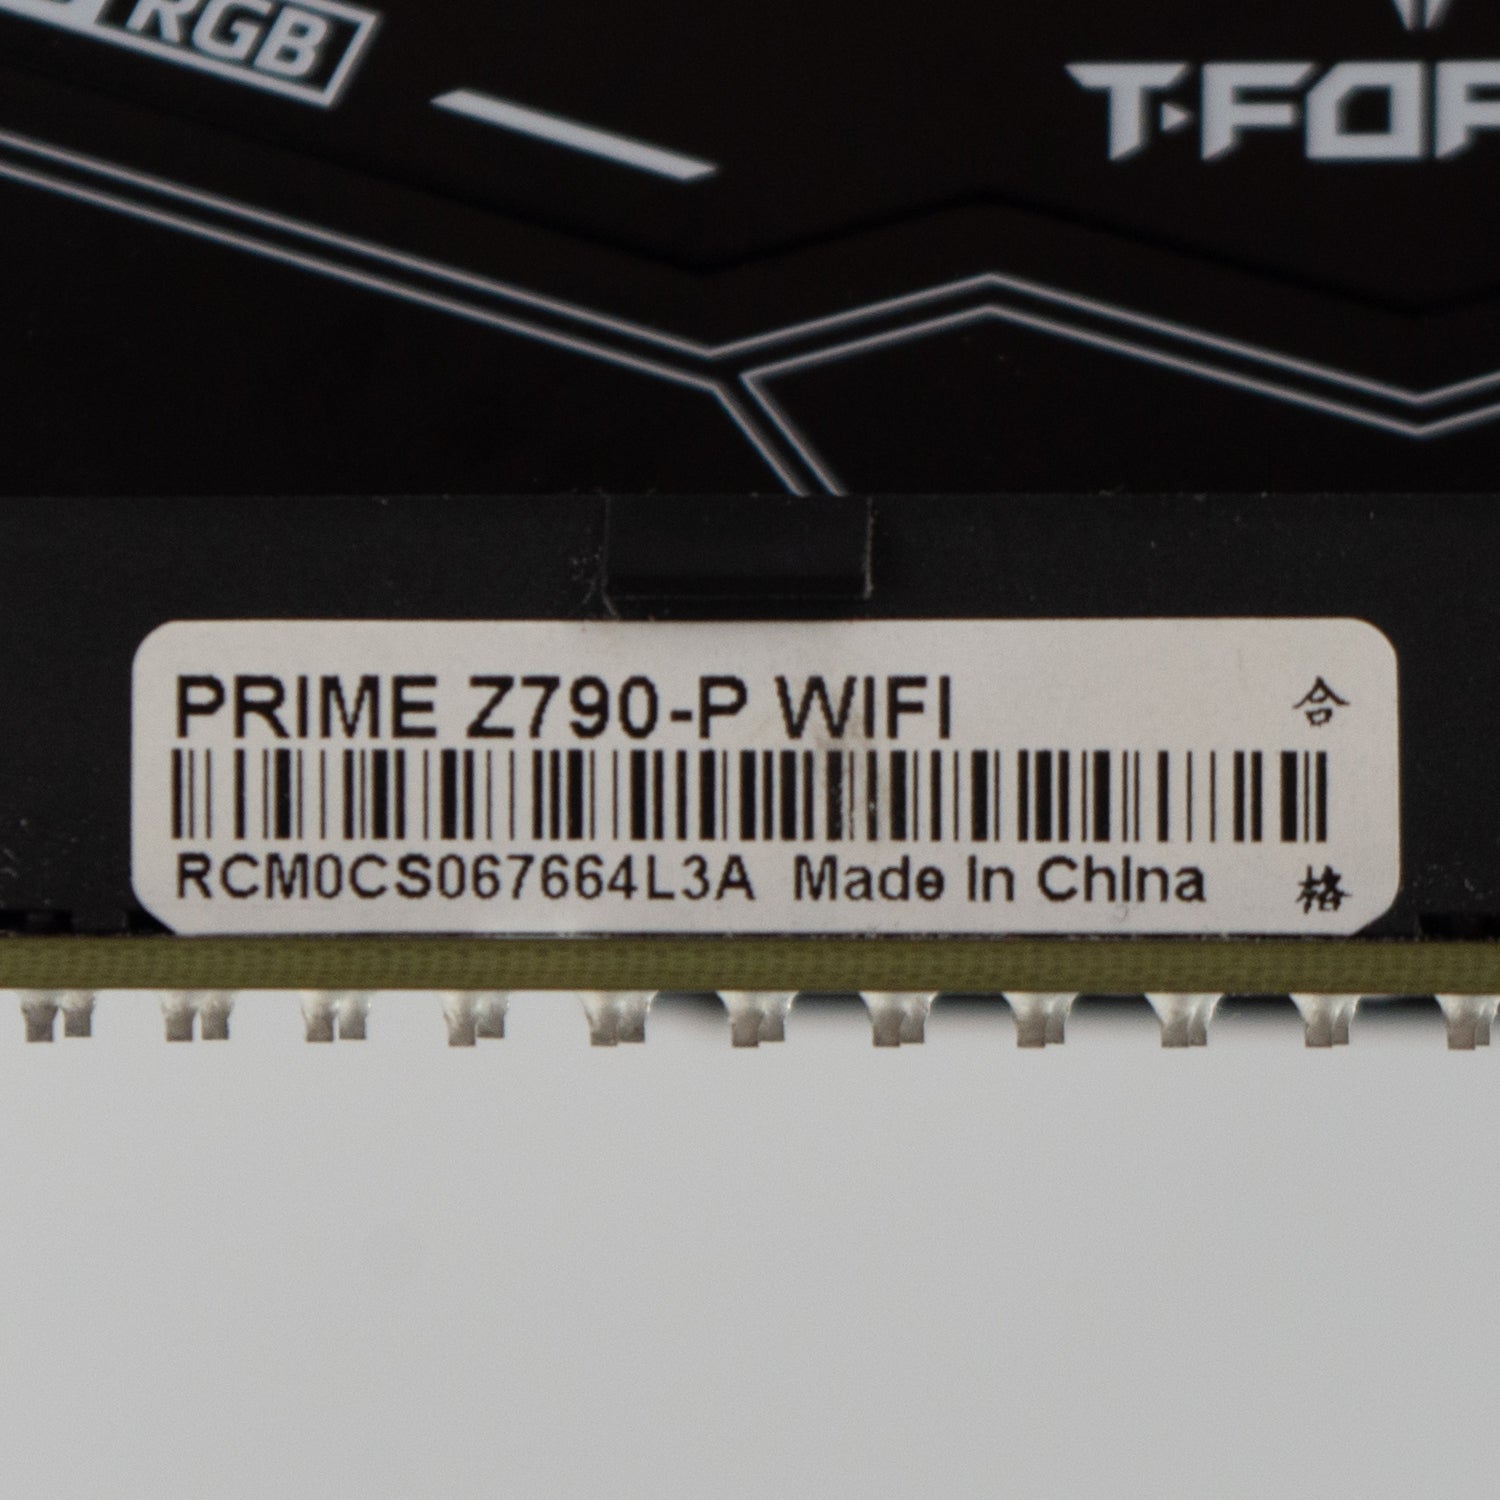 RGB
T-FOR
PRIME Z790-P WIFI
合格
RCM0CS067664L3A Made In China